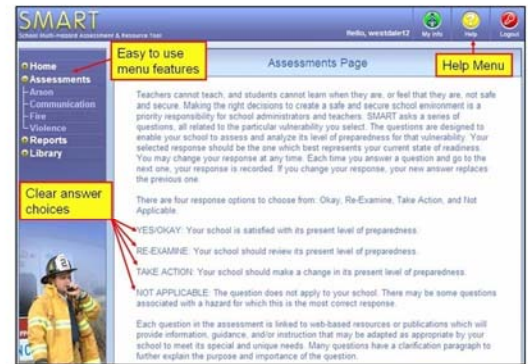 SMART
School Multi-Hazard Assessment & Resource Tool
Hello, westdale12
My Info
Help
Logout
Easy to use
menu features
Assessments Page
Help Menu
Home
Assessments
Arson
Communication
Fire
Violence
Reports
Library
Teachers cannot teach, and students cannot learn when they are, or feel that they are, not safe
and secure. Making the right decisions to create a safe and secure school environment is a
priority responsibility for school administrators and teachers. SMART asks a series of
questions, all related to the particular vulnerability you select. The questions are designed to
enable your school to assess and analyze its level of preparedness for that vulnerability. Your
selected response should be the one which best represents your current state of readiness.
You may change your response at any time. Each time you answer a question and go to the
next one, your response is recorded. If you change your response, your new answer replaces
the previous one.
There are four response options to choose from: Okay, Re-Examine, Take Action, and Not
Applicable.
Clear answer
choices
YES/OKAY: Your school is satisfied with its present level of preparedness.
RE-EXAMINE: Your school should review its present level of preparedness.
TAKE ACTION: Your school should make a change in its present level of preparedness.
NOT APPLICABLE: The question does not apply to your school. There may be some questions
associated with a hazard for which this is the most correct response.
Each question in the assessment is linked to web-based resources or publications which will
provide information, guidance, and/or instruction that may be adapted as appropriate by your
school to meet its special and unique needs. Many questions have a clarification paragraph to
further explain the purpose and importance of the question.